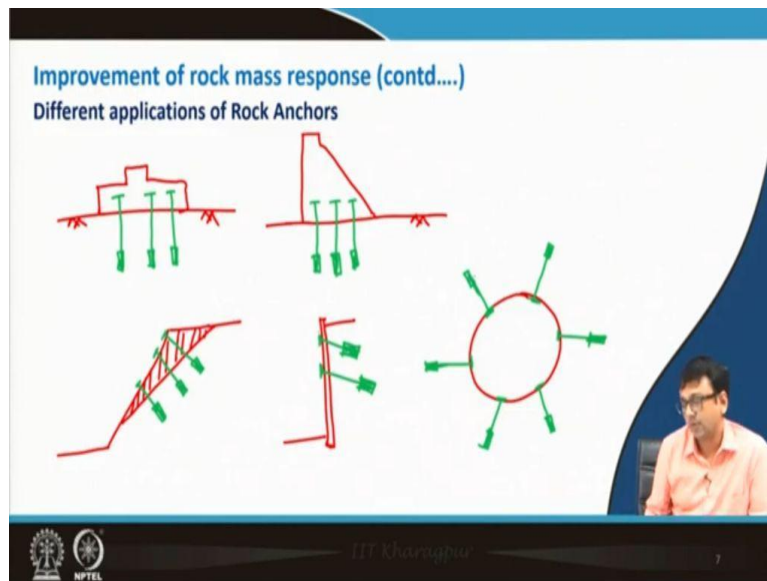 Improvement of rock mass response (contd....)
Different applications of Rock Anchors
NPTEL
IIT Kharagpur
7